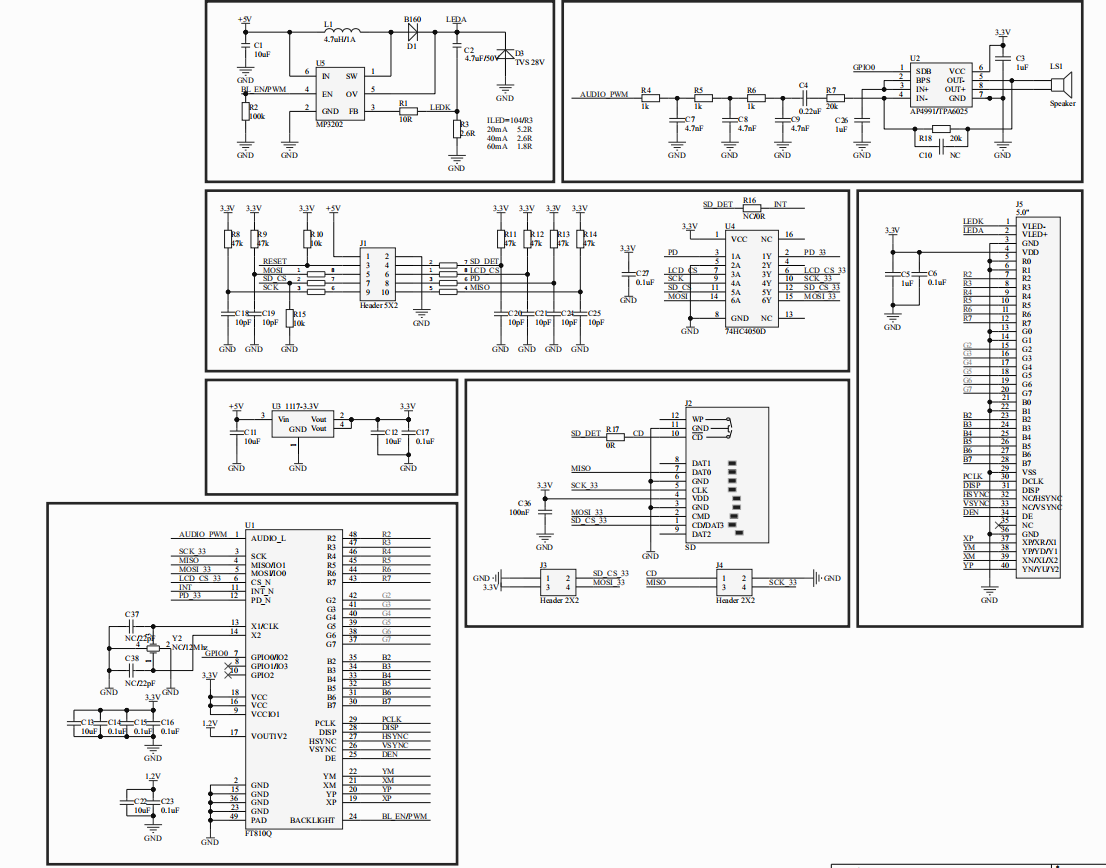 +5V
L1
4.7uH/1A
B160
D1
LEDA
C1
10uF
GND
U5
6 IN SW 1
4 EN OV 5
2 GND FB 3
MP3202
BL_EN/PWM
R2
100k
GND
GND
R1
10R
LEDK
C2
4.7uF/50V
D3
TVS 28V
GND
R3
2.6R
GND
ILED=104/R3
20mA 5.2R
40mA 2.6R
60mA 1.8R
AUDIO_PWM
R4
1k
R5
1k
R6
1k
C4
0.22uF
R7
20k
C7
4.7nF
GND
C8
4.7nF
GND
C9
4.7nF
GND
C26
1uF
GND
GPIO0
U2
1 SDB VCC 6
2 BPS OUT- 5
3 IN+ OUT+ 8
4 IN- GND 7
AP4991/TPA6025
R18 20k
C10 NC
3.3V
C3
1uF
GND
LS1
Speaker
3.3V 3.3V 3.3V +5V
R8
47k
R9
47k
R10
10k
RESET
MOSI
SD_CS
SCK
C18
10pF
C19
10pF
R15
10k
GND GND GND
J1
1 2
3 4
5 6
7 8
9 10
Header 5X2
GND
SD_DET
LCD_CS
PD
MISO
3.3V 3.3V 3.3V 3.3V
R11
47k
R12
47k
R13
47k
R14
47k
C20
10pF
C21
10pF
C24
10pF
C25
10pF
GND GND GND GND
SD_DET R16 INT
NC/0R
3.3V
C27
0.1uF
GND
3.3V
U4
1 VCC NC 16
PD 3 1A 1Y 2 PD_33
5 2A 2Y 4
LCD_CS 7 3A 3Y 6 LCD_CS_33
SCK 9 4A 4Y 10 SCK_33
SD_CS 11 5A 5Y 12 SD_CS_33
MOSI 14 6A 6Y 15 MOSI_33
8 GND NC 13
74HC4050D
GND
3.3V
C5
1uF
C6
0.1uF
GND
J5
5.0"
LEDK 1 VLED-
LEDA 2 VLED+
3 GND
4 VDD
5 R0
6 R1
R2 7 R2
R3 8 R3
R4 9 R4
R5 10 R5
R6 11 R6
R7 12 R7
13 G0
14 G1
G2 15 G2
G3 16 G3
G4 17 G4
G5 18 G5
G6 19 G6
G7 20 G7
21 B0
22 B1
B2 23 B2
B3 24 B3
B4 25 B4
B5 26 B5
B6 27 B6
B7 28 B7
29 VSS
PCLK 30 DCLK
DISP 31 DISP
HSYNC 32 NC/HSYNC
VSYNC 33 NC/VSYNC
DEN 34 DE
35 NC
36 GND
XP 37 XP/XR/X1
YM 38 YP/YD/Y1
XM 39 XN/XL/X2
YP 40 YN/YU/Y2
GND
+5V
C11
10uF
GND
U3 1117-3.3V
3 Vin Vout 2
GND Vout 4
GND
3.3V
C12
10uF
C17
0.1uF
GND
J2
12 WP
11 GND
SD_DET R17 CD 10 CD
0R
8 DAT1
MISO 7 DAT0
6 GND
SCK_33 5 CLK
4 VDD
3 GND
MOSI_33 2 CMD
SD_CS_33 1 CD/DAT3
9 DAT2
SD
3.3V
C36
100nF
GND
GND
GND
3.3V
J3
1 2
3 4
Header 2X2
SD_CS_33
MOSI_33
CD
MISO
J4
1 2
3 4
Header 2X2
SCK_33
GND
U1
AUDIO_PWM 1 AUDIO_L
SCK_33 3 SCK
MISO 4 MISO/IO1
MOSI_33 5 MOSI/IO0
LCD_CS_33 6 CS_N
INT 11 INT_N
PD_33 12 PD_N
13 X1/CLK
14 X2
GPIO0 7 GPIO0/IO2
8 GPIO1/IO3
10 GPIO2
18 VCC
16 VCC
9 VCCIO1
17 VOUT1V2
2 GND
15 GND
36 GND
23 GND
49 PAD
GND
FT810Q
R2 48 R2
R3 47 R3
R4 46 R4
R5 45 R5
R6 44 R6
R7 43 R7
G2 42 G2
G3 41 G3
G4 40 G4
G5 39 G5
G6 38 G6
G7 37 G7
B2 35 B2
B3 34 B3
B4 33 B4
B5 32 B5
B6 31 B6
B7 30 B7
PCLK 29 PCLK
DISP 28 DISP
HSYNC 27 HSYNC
VSYNC 26 VSYNC
DE 25 DEN
YM 22 YM
XM 21 XM
YP 20 YP
XP 19 XP
BACKLIGHT 24 BL_EN/PWM
C37
NC/22pF
Y2
NC/12Mhz
C38
NC/22pF
GND GND
3.3V
1.2V
3.3V
C13
10uF
C14
0.1uF
C15
0.1uF
C16
0.1uF
GND
1.2V
C22
10uF
C23
0.1uF
GND